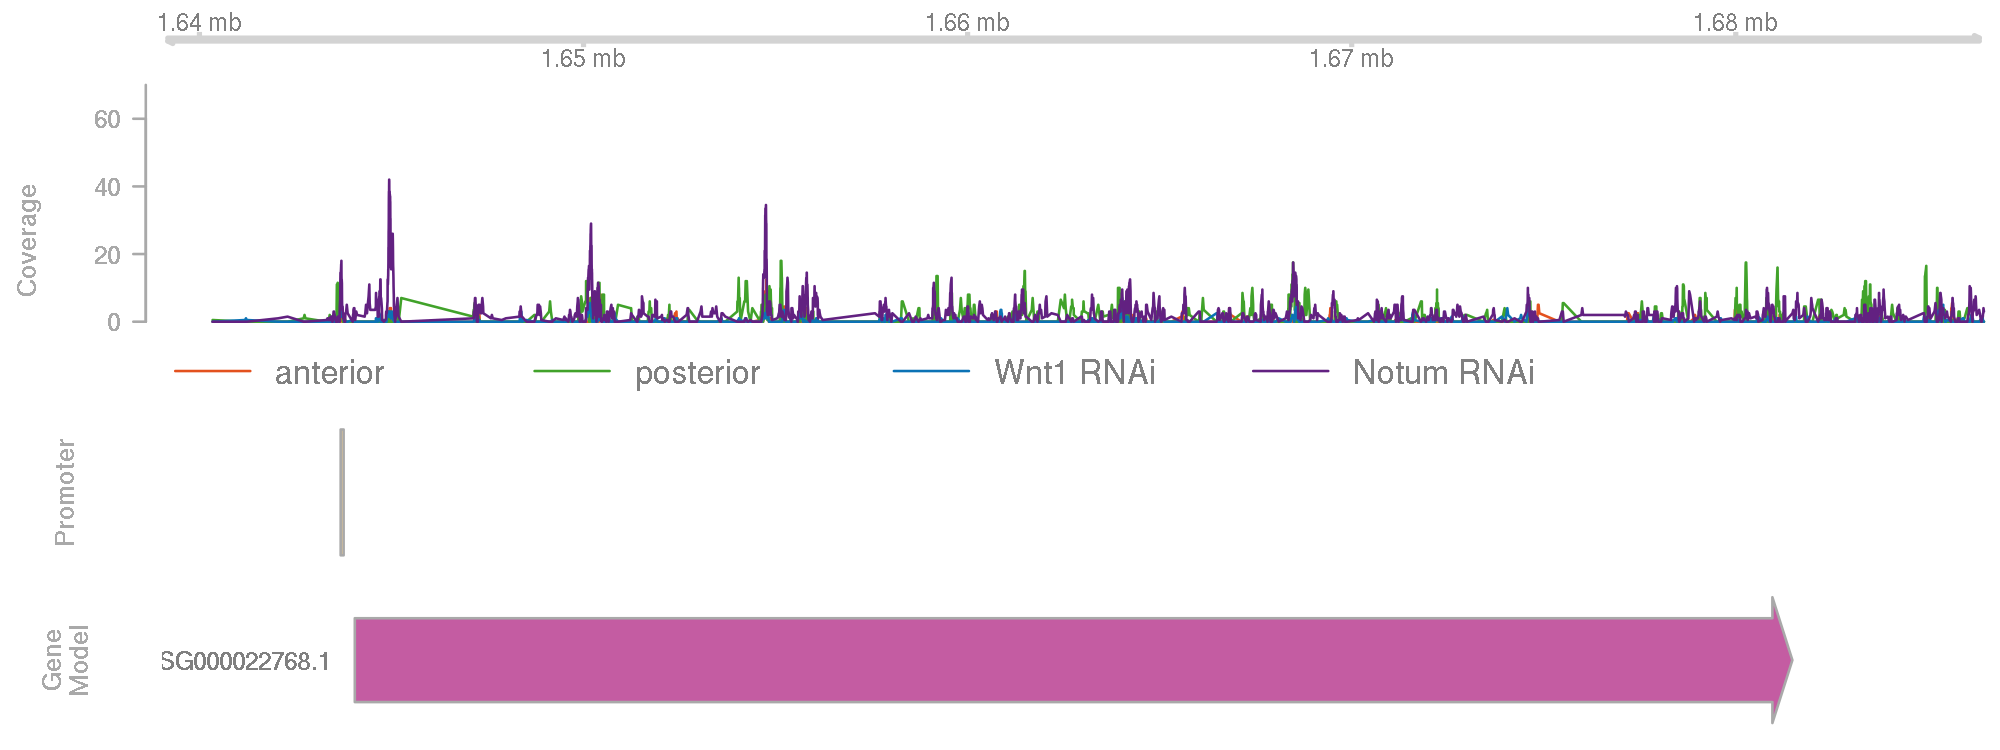 1.64 mb
1.66 mb
1.68 mb
1.65 mb
1.67 mb
Coverage
60
40
20
0
anterior
posterior
Wnt1 RNAi
Notum RNAi
Promoter
Gene
Model
SG000022768.1